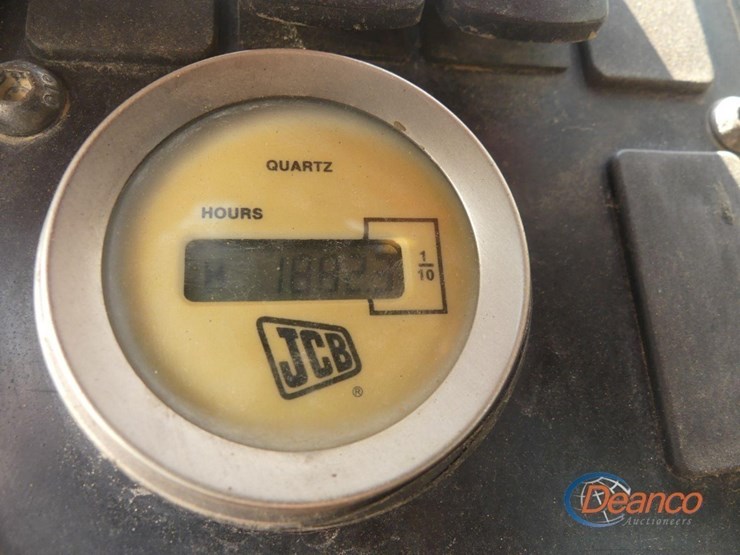 QUARTZ
HOURS
1
10
JCB
®
Deanco
Auctioneers